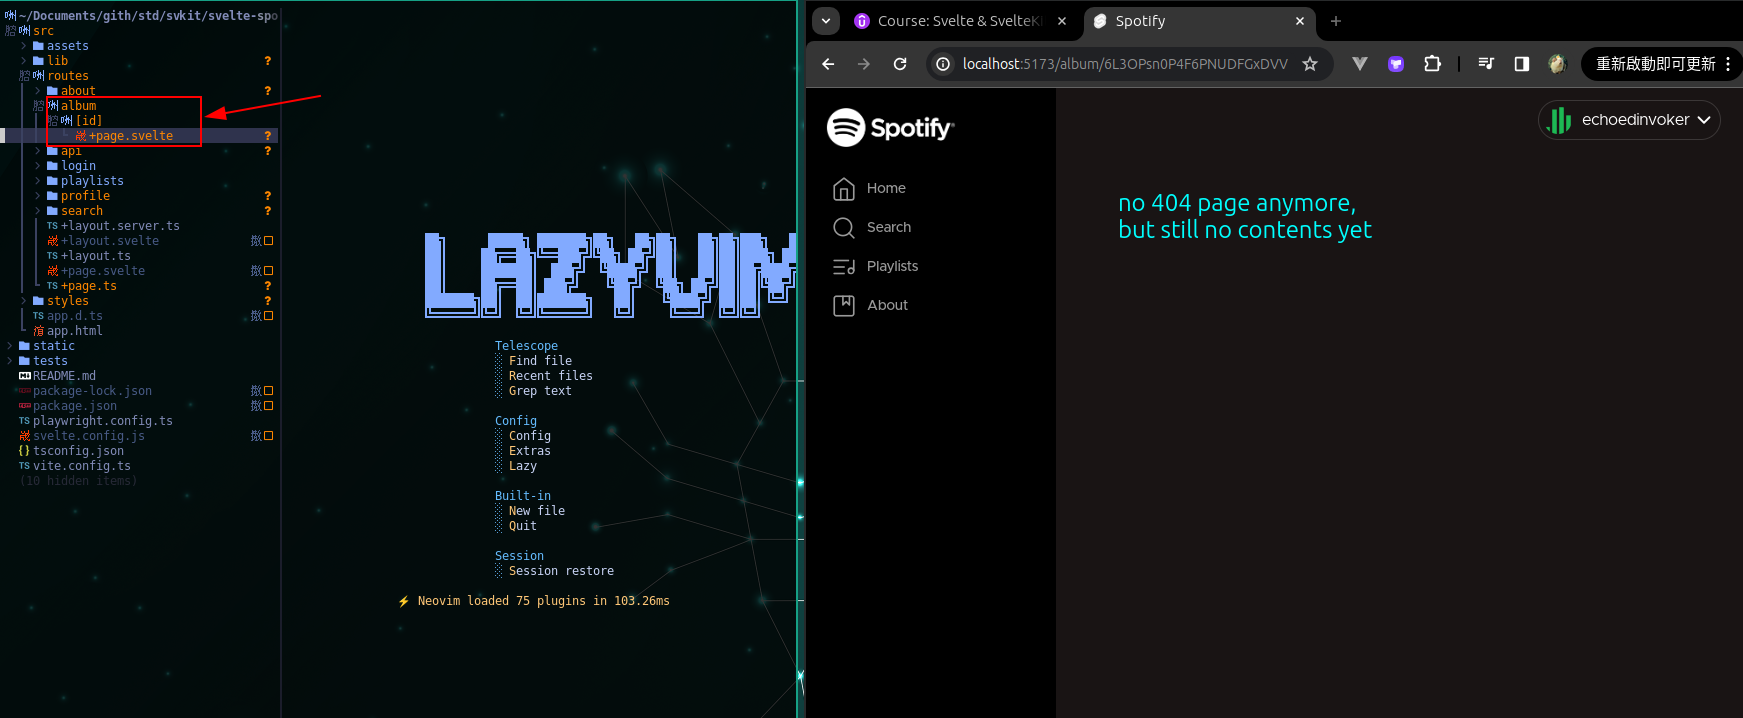 ~/Documents/gith/std/svkit/svelte-spo
src
assets
lib ?
routes
about ?
album
[id]
+page.svelte ?
api ?
login
playlists
profile ?
search ?
TS +layout.server.ts
+layout.svelte
TS +layout.ts
+page.svelte
TS +page.ts ?
styles ?
TS app.d.ts
app.html
static
tests
README.md
package-lock.json
package.json
TS playwright.config.ts
svelte.config.js
{} tsconfig.json
TS vite.config.ts
(10 hidden items)
LAZYVIM
Telescope
Find file
Recent files
Grep text
Config
Config
Extras
Lazy
Built-in
New file
Quit
Session
Session restore
⚡ Neovim loaded 75 plugins in 103.26ms
Course: Svelte & SvelteK
Spotify
localhost:5173/album/6L3OPsn0P4F6PNUDFGxDVV
重新啟動即可更新
Spotify
echoedinvoker
Home
Search
Playlists
About
no 404 page anymore,
but still no contents yet